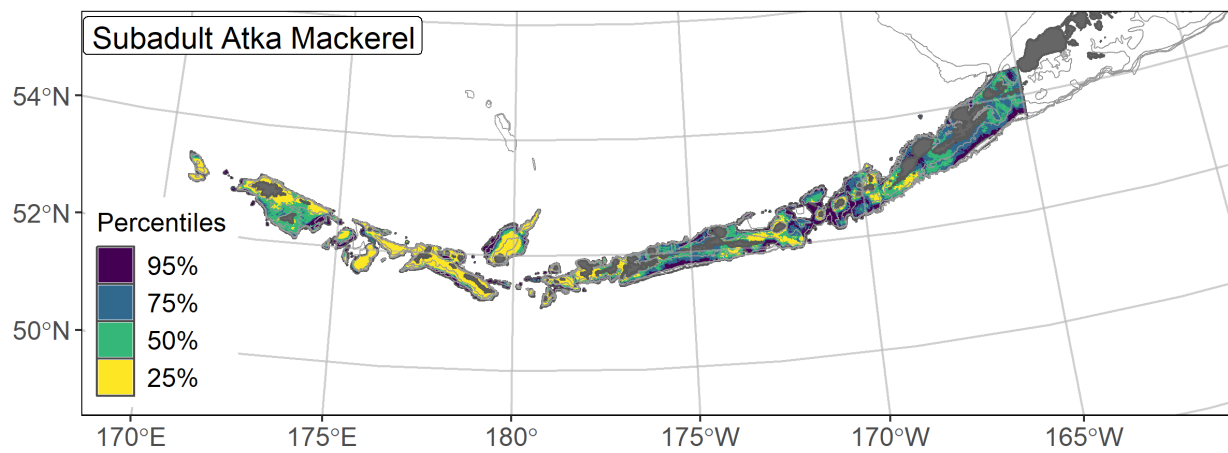 Subadult Atka Mackerel
54°N
52°N
50°N
Percentiles
95%
75%
50%
25%
170°E
175°E
180°
175°W
170°W
165°W